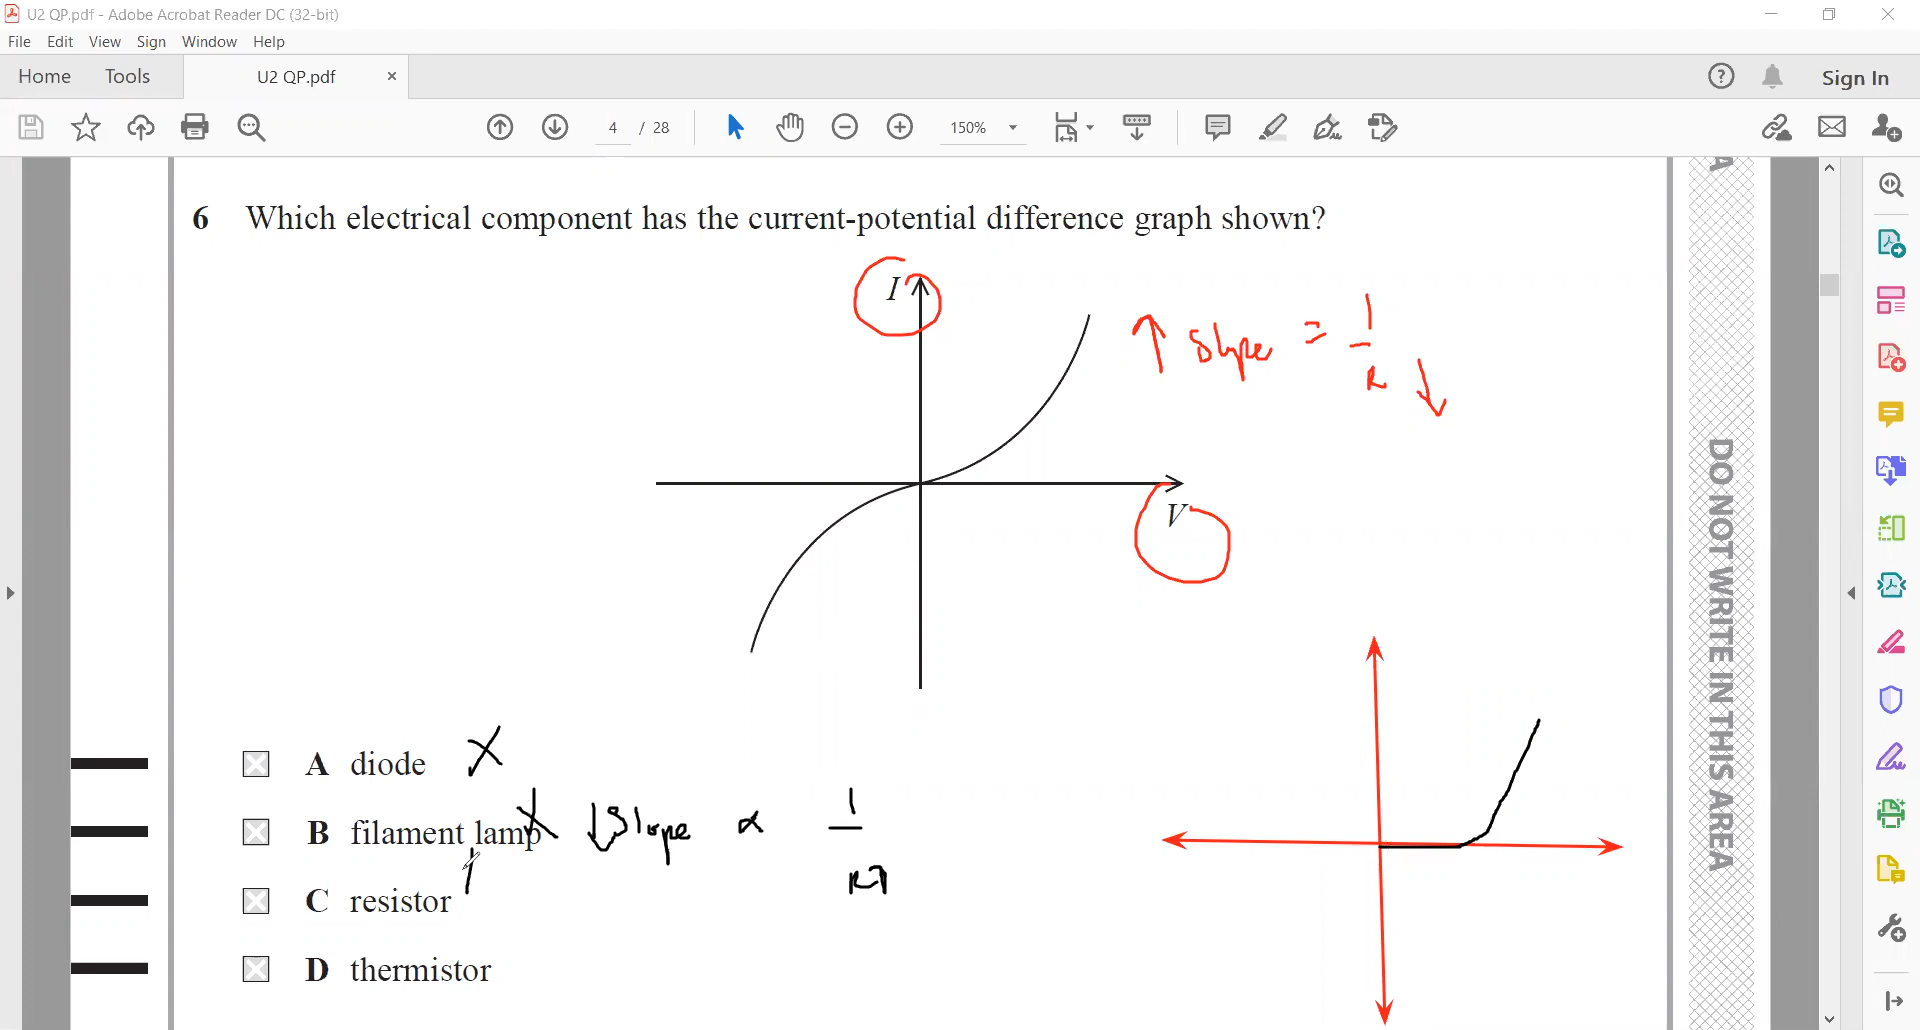 U2 QP.pdf - Adobe Acrobat Reader DC (32-bit)
File Edit View Sign Window Help
Home Tools U2 QP.pdf × ? Sign In
4 / 28 150%
6 Which electrical component has the current-potential difference graph shown?
I
↑ slope = 1/R ↓
V
A diode
B filament lamp ↓ slope ∝ 1/R↑
C resistor
D thermistor
DO NOT WRITE IN THIS AREA
A